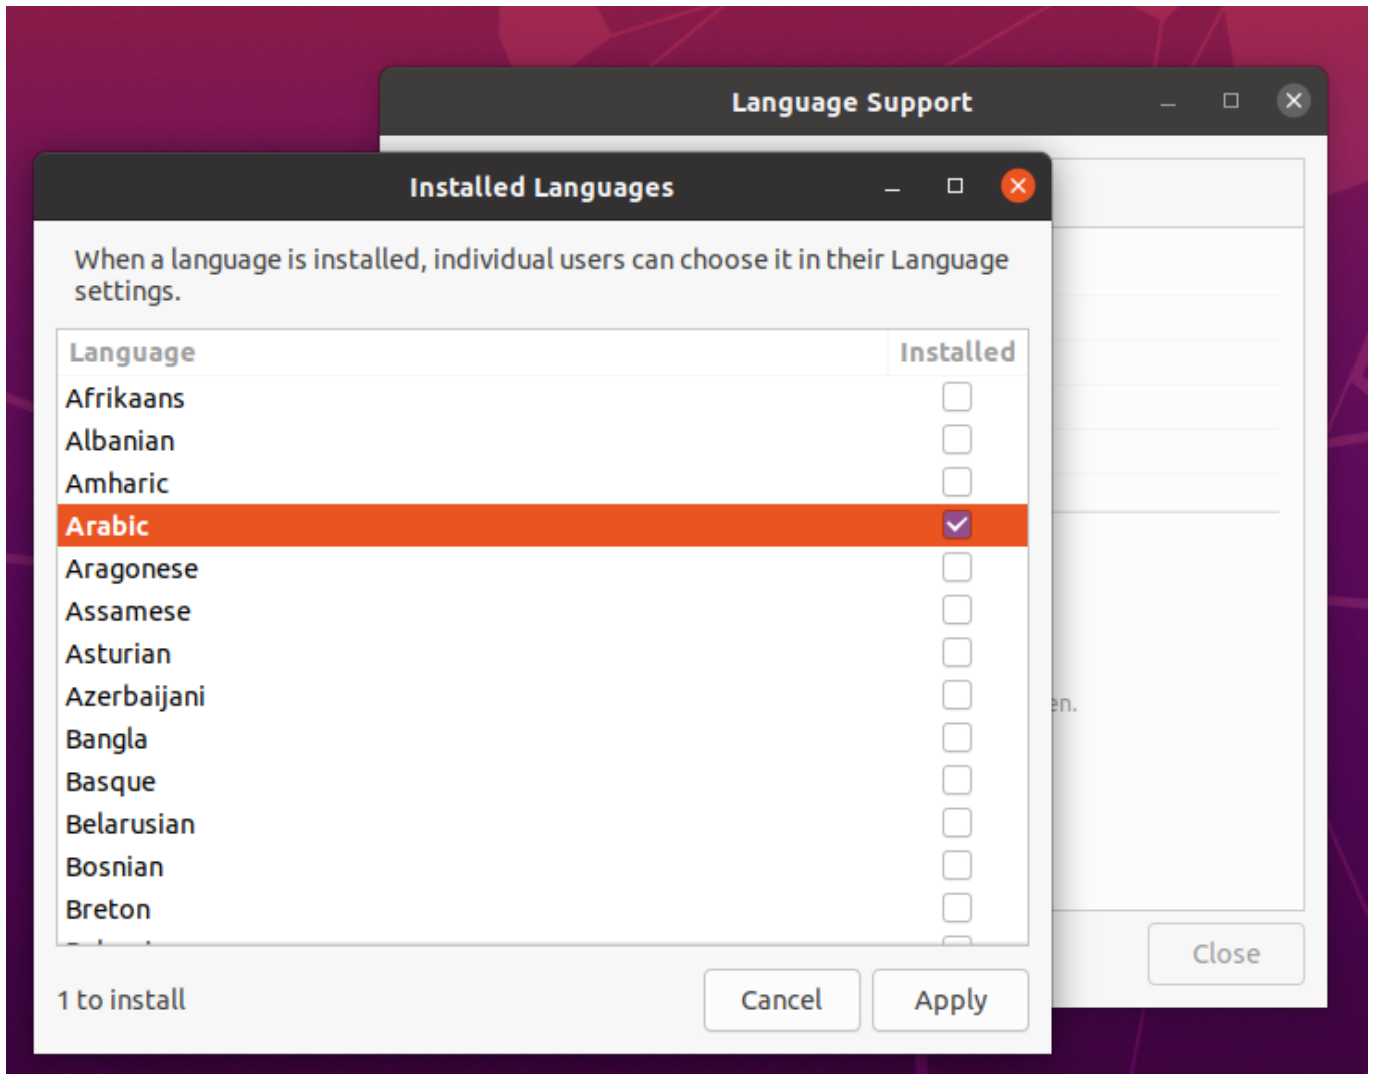 Language Support
Installed Languages
When a language is installed, individual users can choose it in their Language
settings.
Language Installed
Afrikaans
Albanian
Amharic
Arabic
Aragonese
Assamese
Asturian
Azerbaijani
en.
Bangla
Basque
Belarusian
Bosnian
Breton
Close
1 to install Cancel Apply